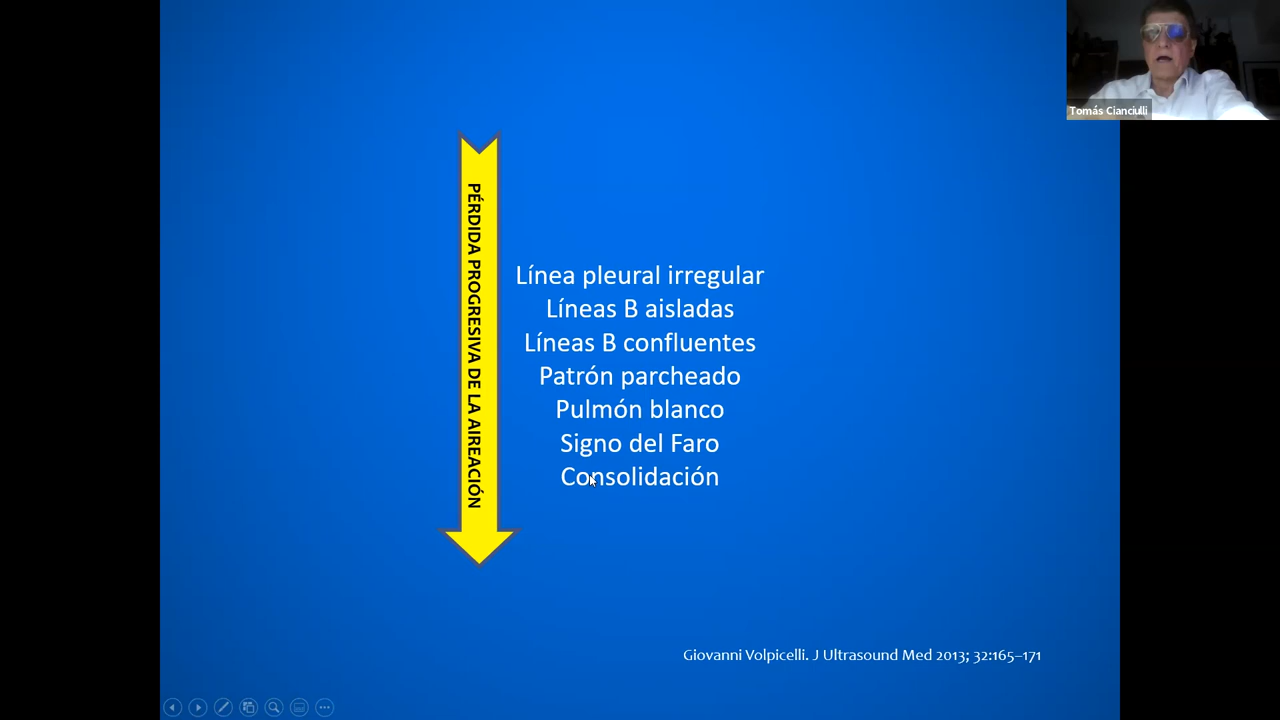 Tomás Cianciulli
PÉRDIDA PROGRESIVA DE LA AIREACIÓN
Línea pleural irregular
Líneas B aisladas
Líneas B confluentes
Patrón parcheado
Pulmón blanco
Signo del Faro
Consolidación
Giovanni Volpicelli. J Ultrasound Med 2013; 32:165–171